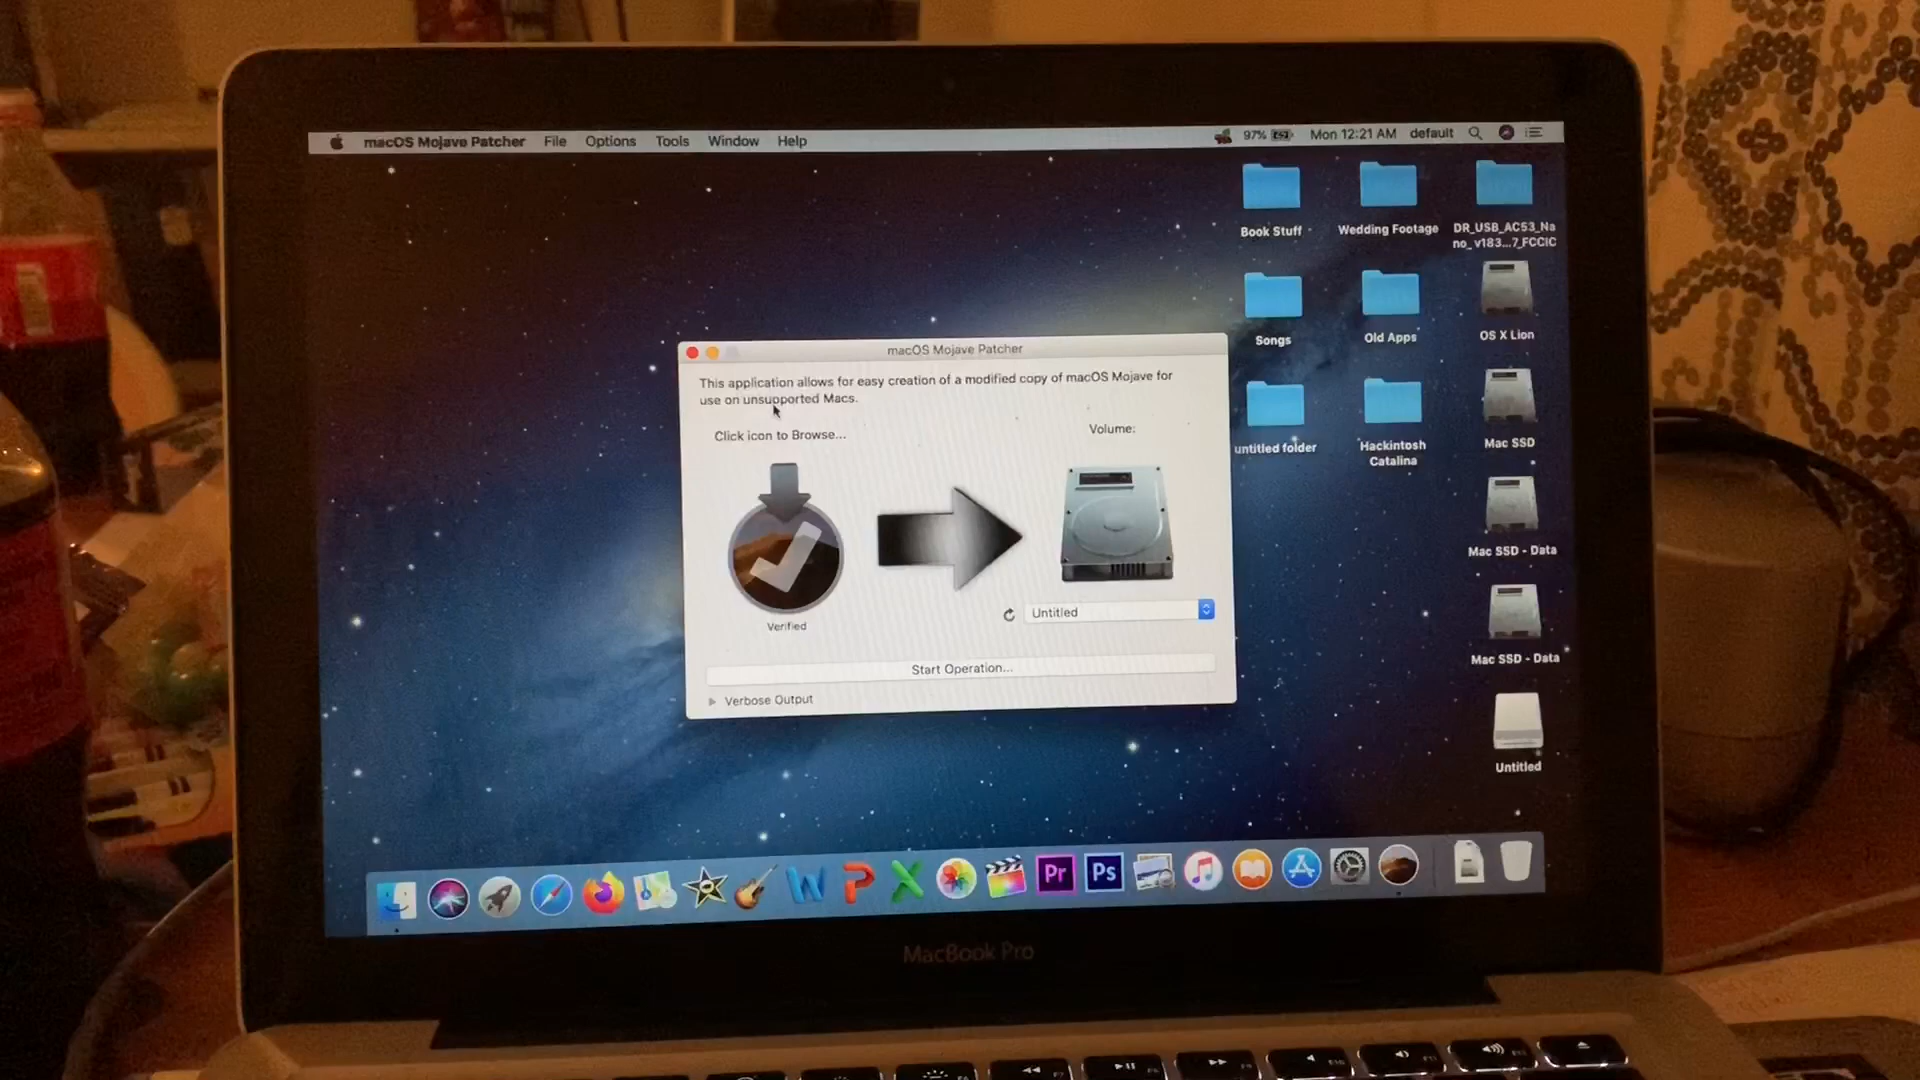 macOS Mojave Patcher File Options Tools Window Help 97% Mon 12:21 AM default
Book Stuff
Wedding Footage
DR_USB_AC53_Na
no_v183...7_FCCIC
Songs
Old Apps
OS X Lion
untitled folder
Hackintosh
Catalina
Mac SSD
Mac SSD - Data
Mac SSD - Data
Untitled
macOS Mojave Patcher
This application allows for easy creation of a modified copy of macOS Mojave for
use on unsupported Macs.
Click icon to Browse...
Volume:
Verified
Untitled
Start Operation...
Verbose Output
Pr
Ps
MacBook Pro